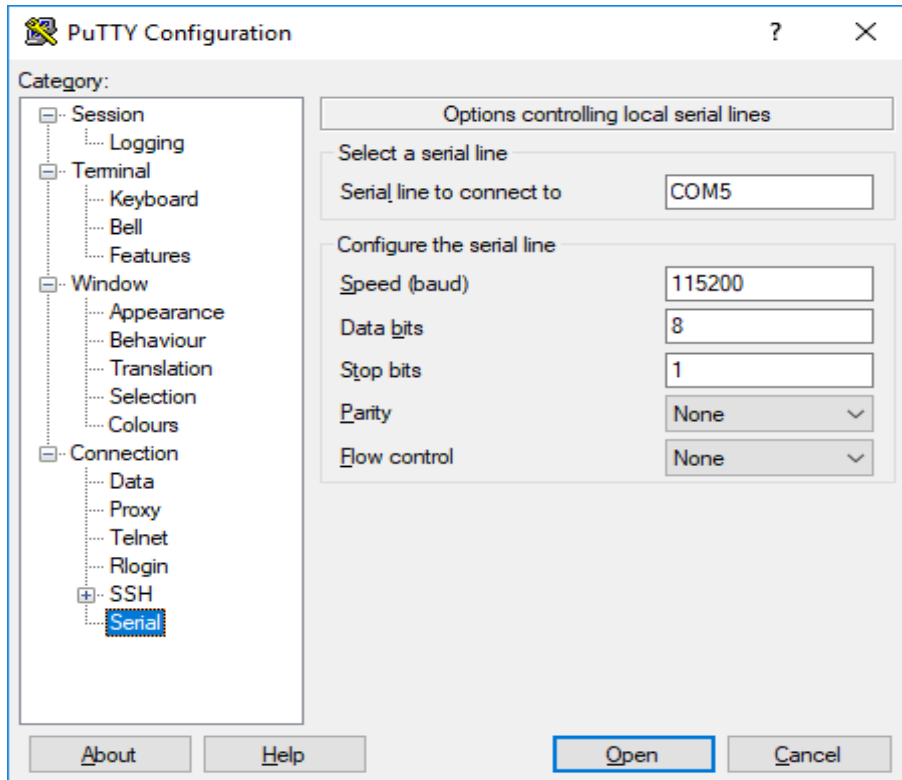 PuTTY Configuration
?
Category:
Session
Logging
Terminal
Keyboard
Bell
Features
Window
Appearance
Behaviour
Translation
Selection
Colours
Connection
Data
Proxy
Telnet
Rlogin
SSH
Serial
Options controlling local serial lines
Select a serial line
Serial line to connect to COM5
Configure the serial line
Speed (baud) 115200
Data bits 8
Stop bits 1
Parity None
Flow control None
About Help Open Cancel